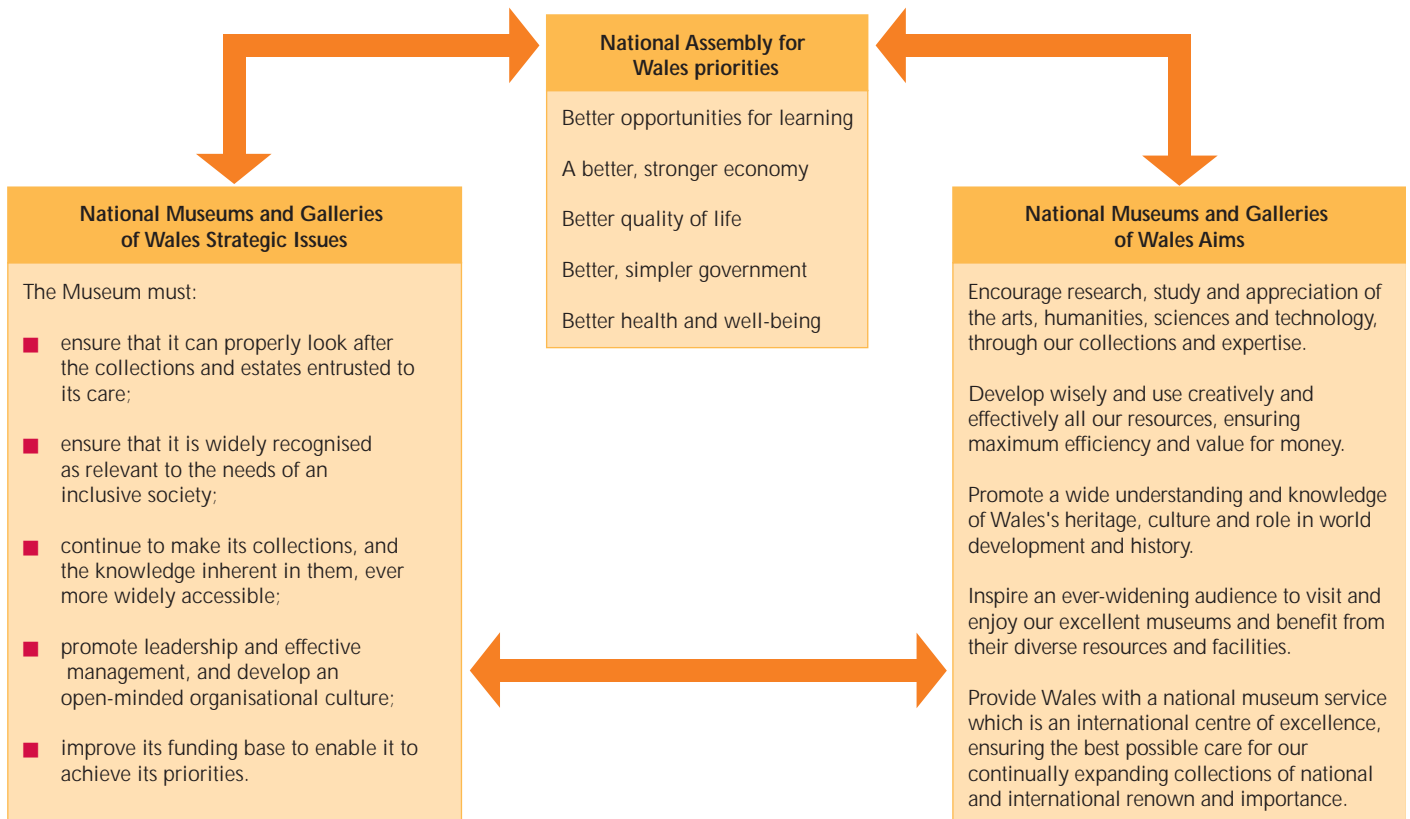 National Assembly for
Wales priorities
Better opportunities for learning
A better, stronger economy
Better quality of life
Better, simpler government
Better health and well-being
National Museums and Galleries
of Wales Strategic Issues
The Museum must:
ensure that it can properly look after
the collections and estates entrusted to
its care;
ensure that it is widely recognised
as relevant to the needs of an
inclusive society;
continue to make its collections, and
the knowledge inherent in them, ever
more widely accessible;
promote leadership and effective
management, and develop an
open-minded organisational culture;
improve its funding base to enable it to
achieve its priorities.
National Museums and Galleries
of Wales Aims
Encourage research, study and appreciation of
the arts, humanities, sciences and technology,
through our collections and expertise.
Develop wisely and use creatively and
effectively all our resources, ensuring
maximum efficiency and value for money.
Promote a wide understanding and knowledge
of Wales's heritage, culture and role in world
development and history.
Inspire an ever-widening audience to visit and
enjoy our excellent museums and benefit from
their diverse resources and facilities.
Provide Wales with a national museum service
which is an international centre of excellence,
ensuring the best possible care for our
continually expanding collections of national
and international renown and importance.